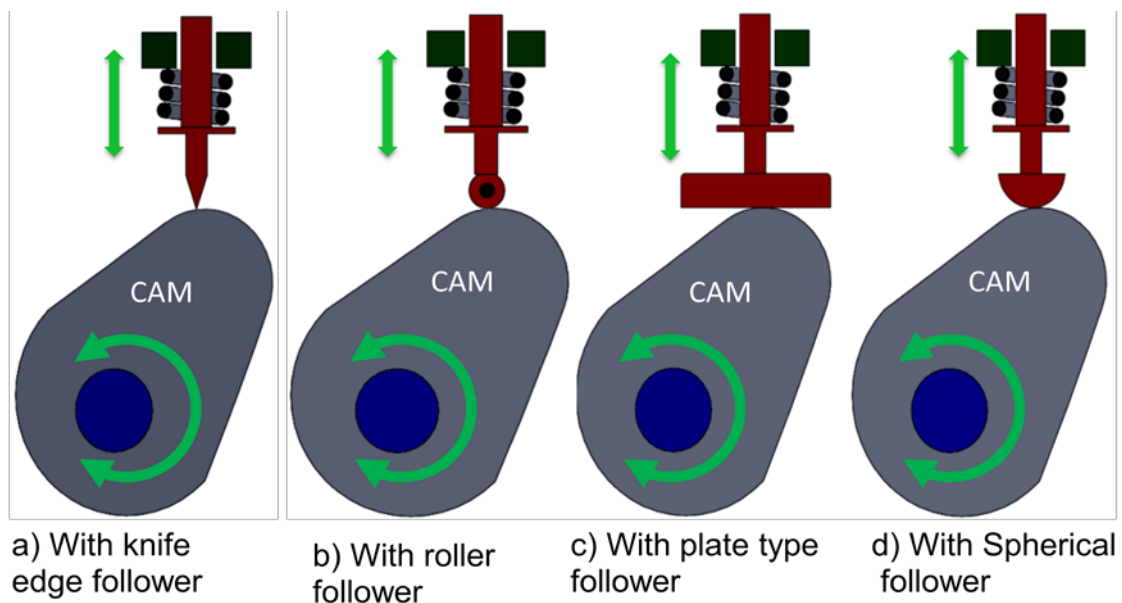 CAM
CAM
CAM
CAM
a) With knife
edge follower
b) With roller
follower
c) With plate type
follower
d) With Spherical
follower